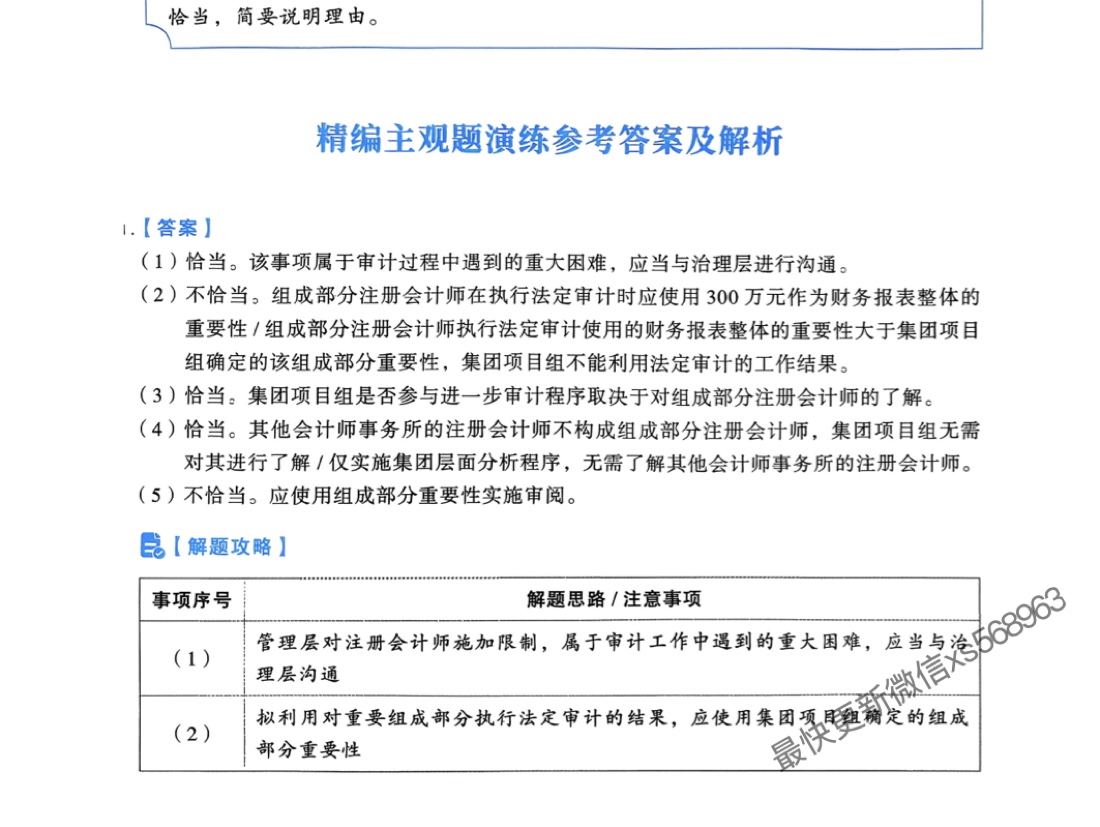 恰当，简要说明理由。
精编主观题演练参考答案及解析
1.【答案】
（1）恰当。该事项属于审计过程中遇到的重大困难，应当与治理层进行沟通。
（2）不恰当。组成部分注册会计师在执行法定审计时应使用 300 万元作为财务报表整体的
重要性 / 组成部分注册会计师执行法定审计使用的财务报表整体的重要性大于集团项目
组确定的该组成部分重要性，集团项目组不能利用法定审计的工作结果。
（3）恰当。集团项目组是否参与进一步审计程序取决于对组成部分注册会计师的了解。
（4）恰当。其他会计师事务所的注册会计师不构成组成部分注册会计师，集团项目组无需
对其进行了解 / 仅实施集团层面分析程序，无需了解其他会计师事务所的注册会计师。
（5）不恰当。应使用组成部分重要性实施审阅。
【解题攻略】
事项序号 解题思路 / 注意事项
（1） 管理层对注册会计师施加限制，属于审计工作中遇到的重大困难，应当与治
理层沟通
（2） 拟利用对重要组成部分执行法定审计的结果，应使用集团项目组确定的组成
部分重要性
最快更新微信xs568963